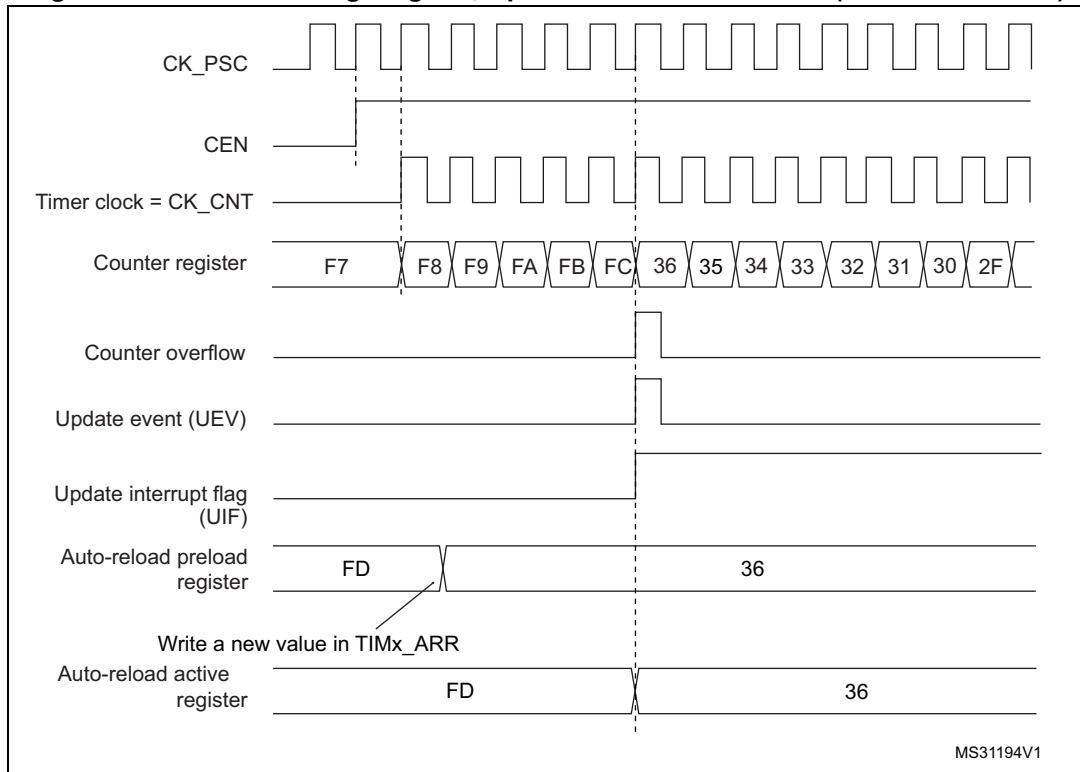 CK_PSC
CEN
Timer clock = CK_CNT
Counter register
F7 F8 F9 FA FB FC 36 35 34 33 32 31 30 2F
Counter overflow
Update event (UEV)
Update interrupt flag
(UIF)
Auto-reload preload
register
FD 36
Write a new value in TIMx_ARR
Auto-reload active
register
FD 36
MS31194V1